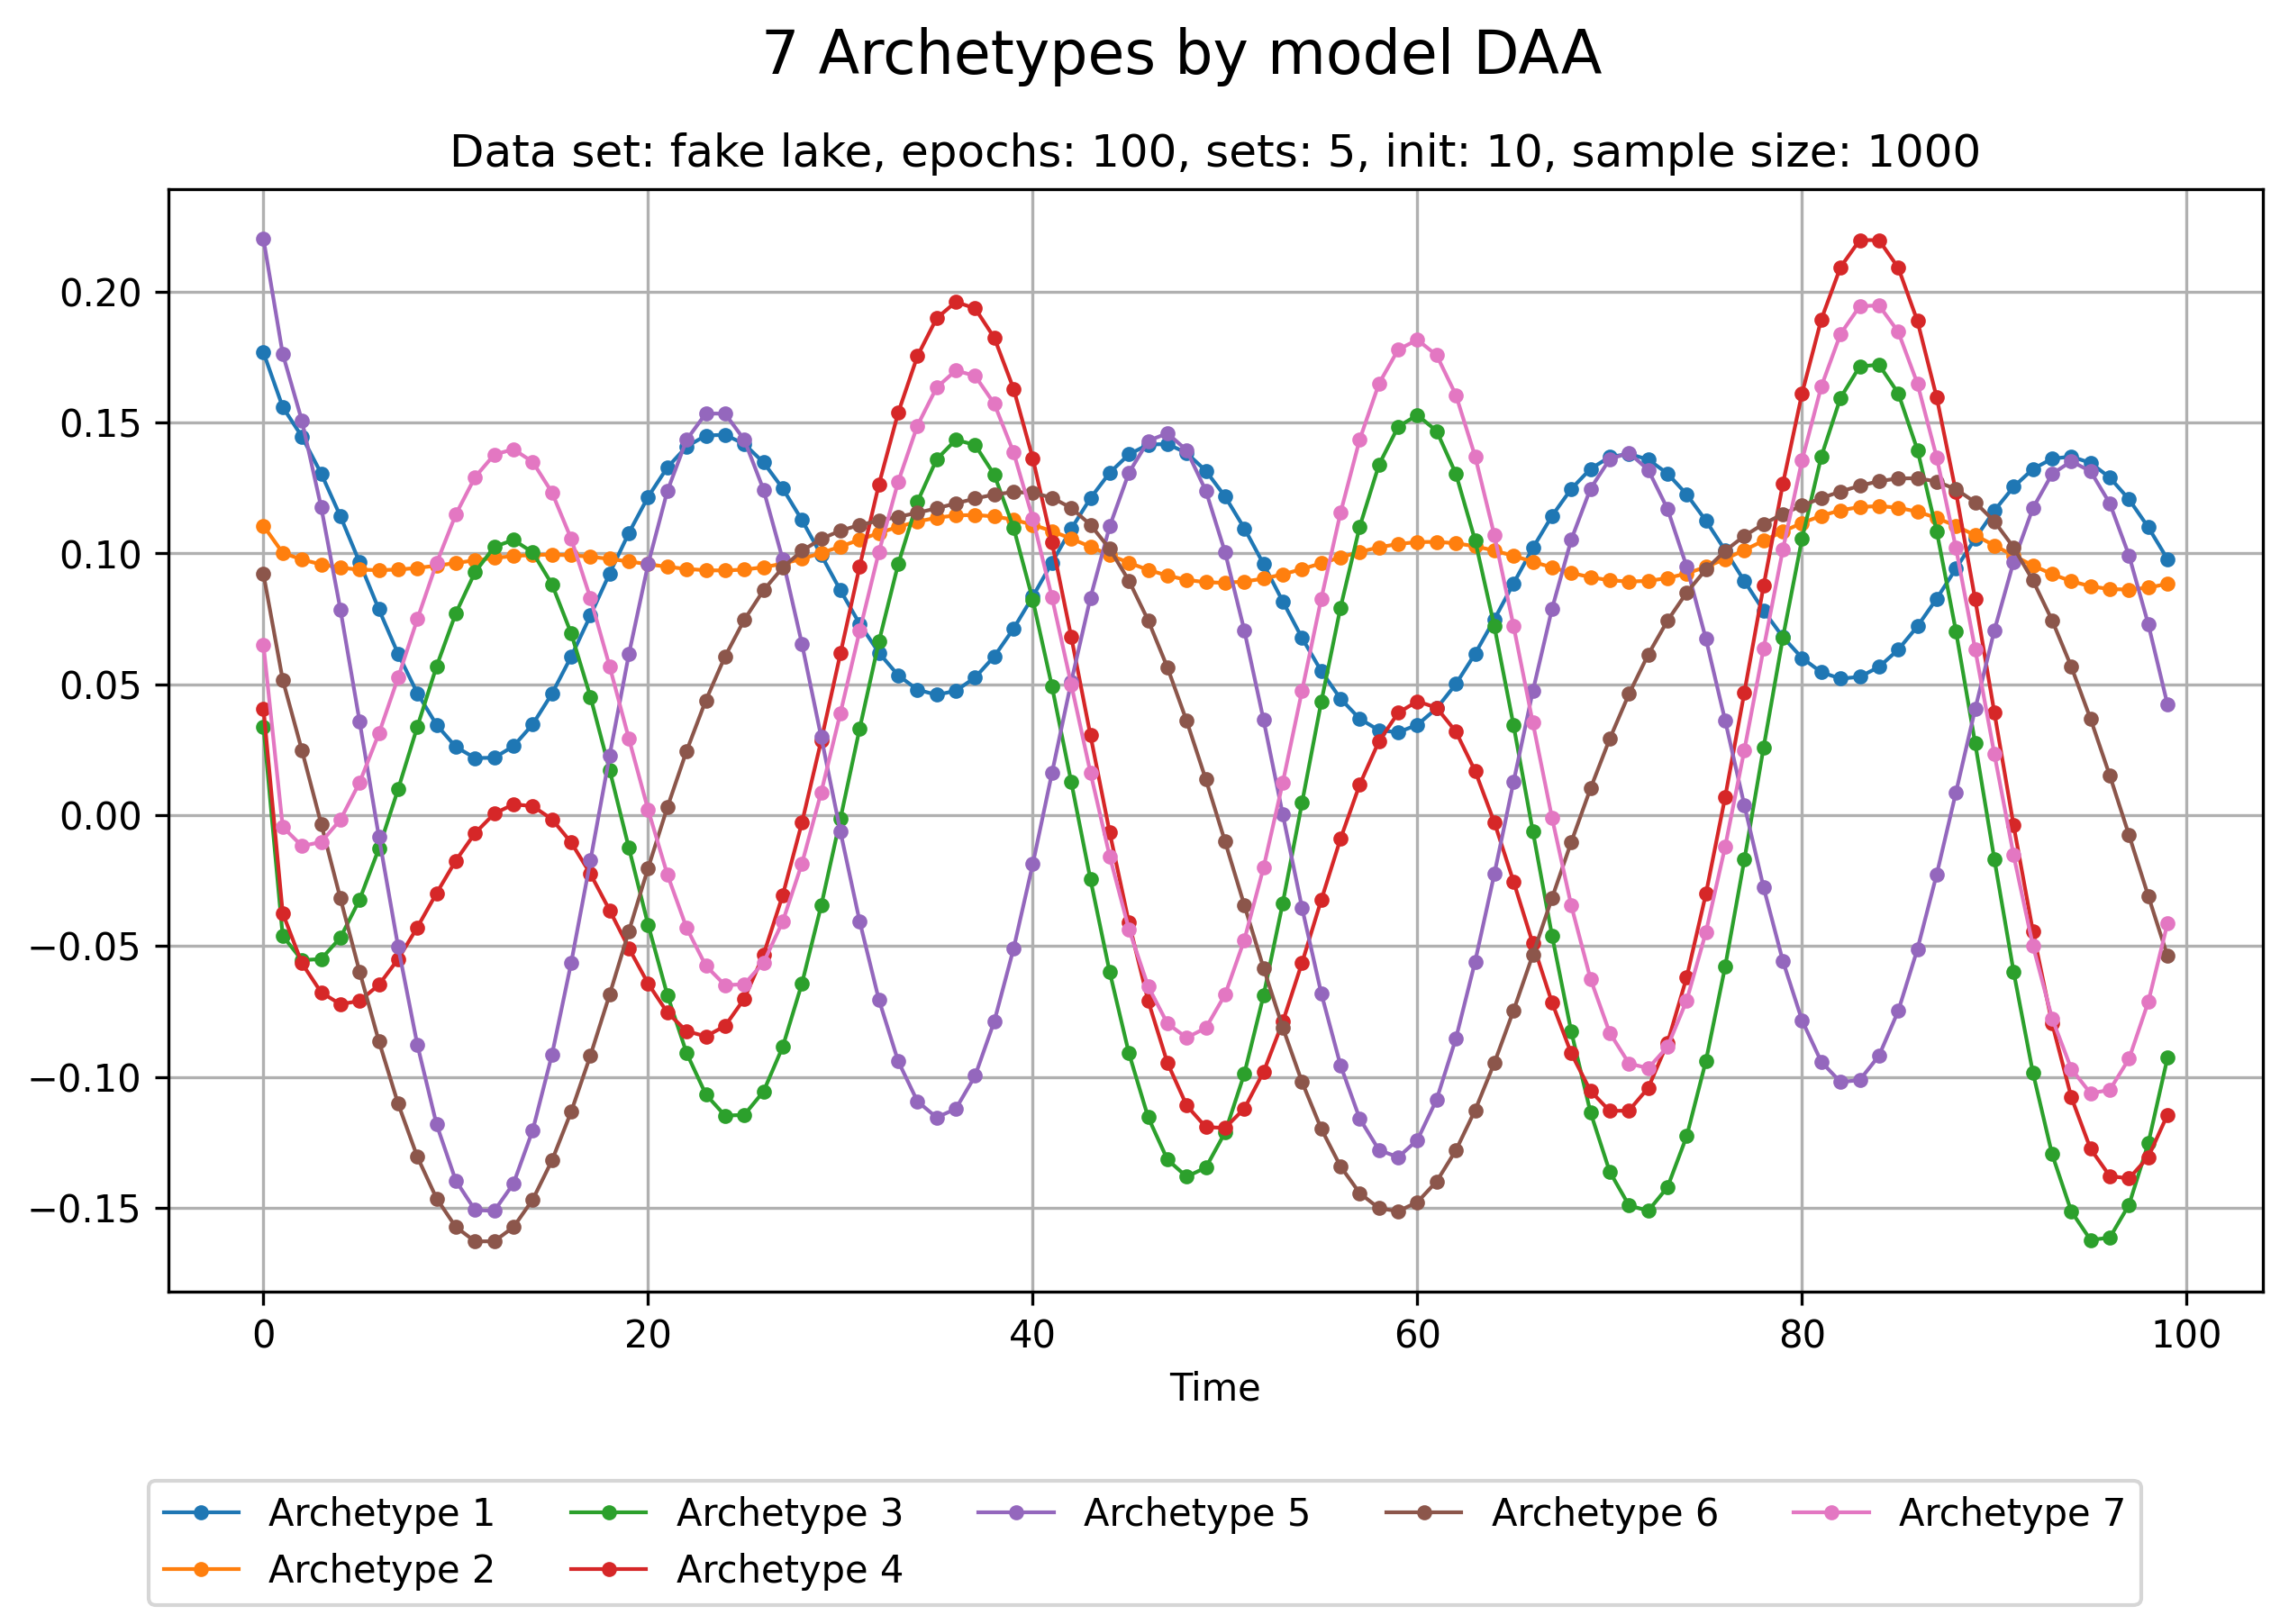 7 Archetypes by model DAA
Data set: fake lake, epochs: 100, sets: 5, init: 10, sample size: 1000
0.20
0.15
0.10
0.05
0.00
−0.05
−0.10
−0.15
0 20 40 60 80 100
Time
Archetype 1 Archetype 3 Archetype 5 Archetype 6 Archetype 7
Archetype 2 Archetype 4